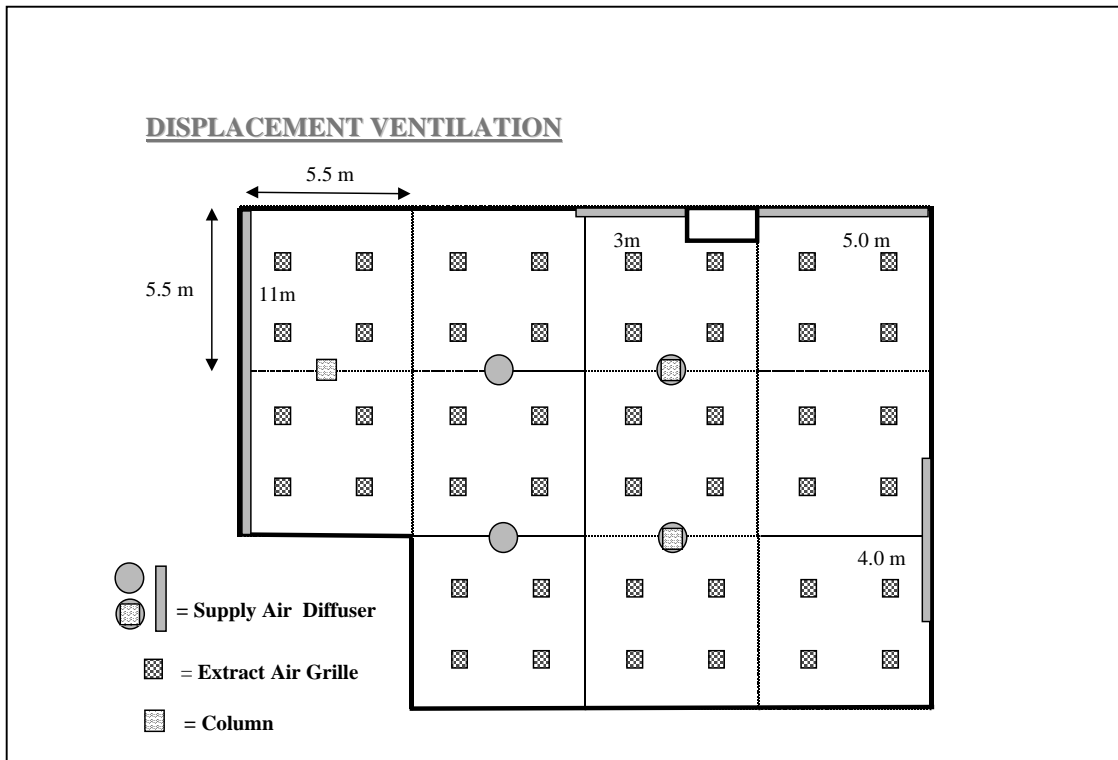 DISPLACEMENT VENTILATION
5.5 m
5.5 m
11m
3m
5.0 m
4.0 m
= Supply Air Diffuser
= Extract Air Grille
= Column